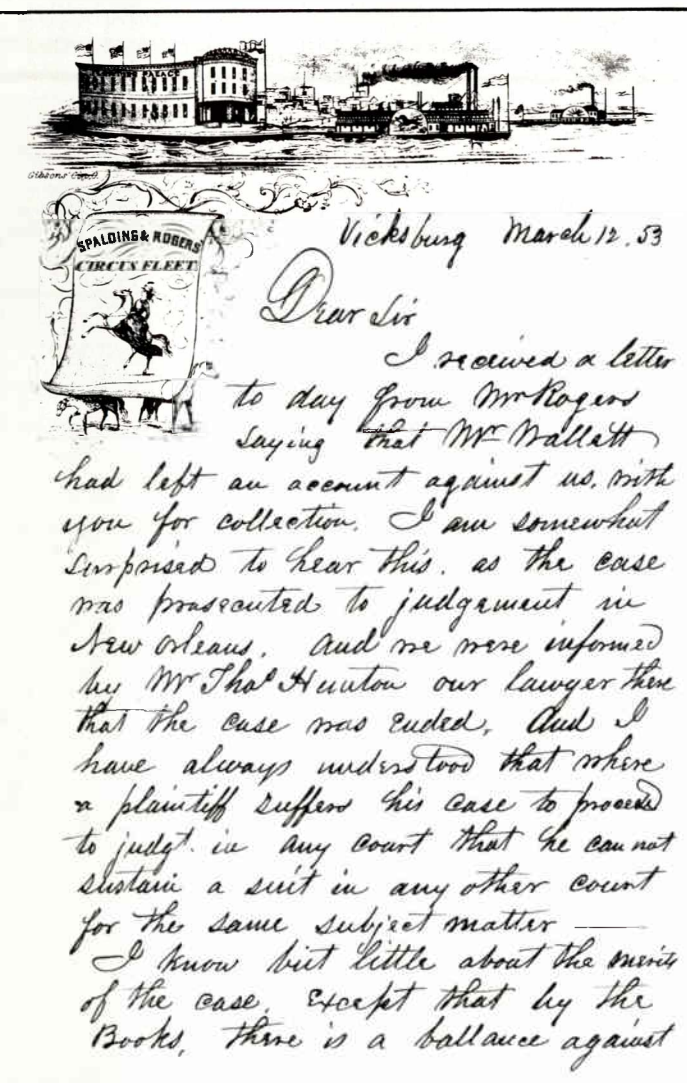 PALACE
Gibsons' Cin. O.
SPALDING & ROGERS'
CIRCUS FLEET.
Vicksburg March 12. 53
Dear Sir
I received a letter
to day from Mr Rogers
saying that Mr Wallett
had left an account against us, with
you for collection. I am somewhat
surprised to hear this. as the case
was prosecuted to judgement in
New Orleans. And we were informed
by Mr Thos Hunton our lawyer there
that the case was ended. And I
have always understood that where
a plaintiff suffers his case to proceed
to judgt. in any court that he can not
sustain a suit in any other court
for the same subject matter ——
I know but little about the merits
of the case. Except that by the
Books, there is a ballance against